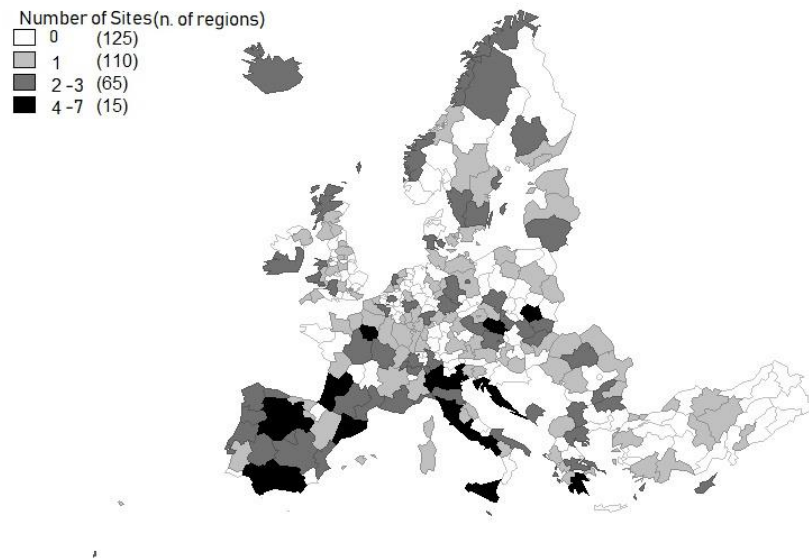 Number of Sites(n. of regions)
0 (125)
1 (110)
2 -3 (65)
4 -7 (15)